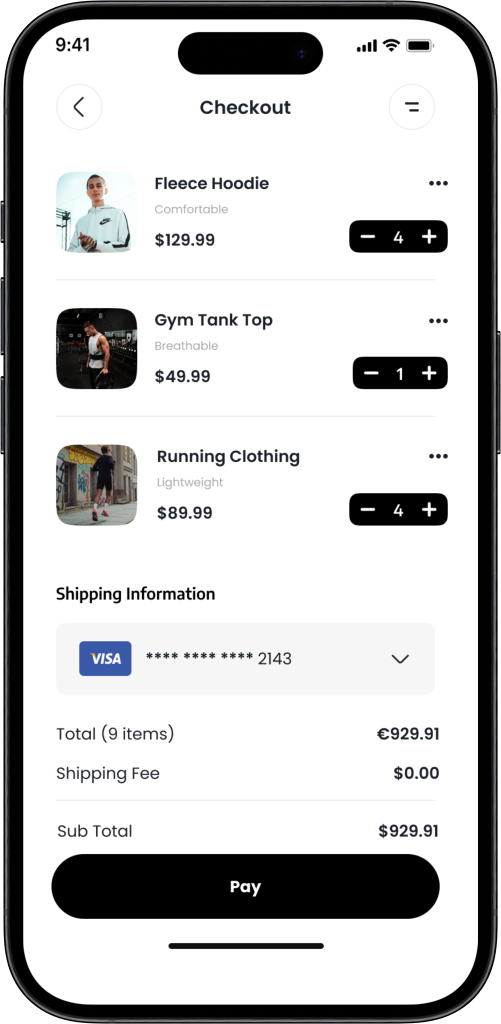 9:41
Checkout
Fleece Hoodie
Comfortable
$129.99
− 4 +
Gym Tank Top
Breathable
$49.99
− 1 +
Running Clothing
Lightweight
$89.99
− 4 +
Shipping Information
VISA **** **** **** 2143
Total (9 items) €929.91
Shipping Fee $0.00
Sub Total $929.91
Pay